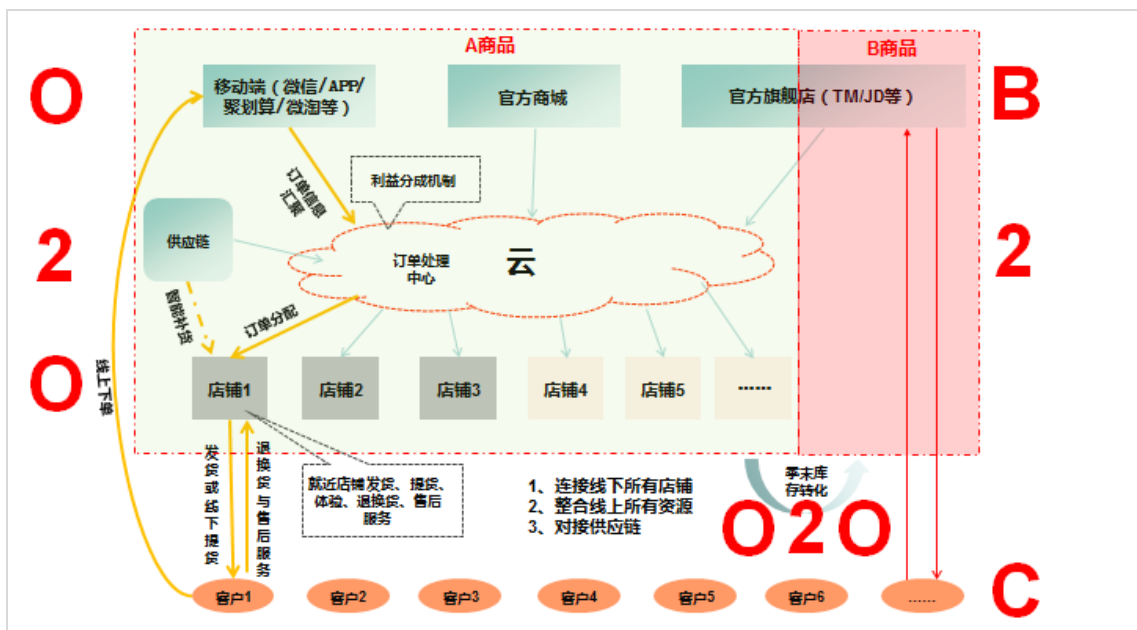 A商品
B商品
O
移动端（微信/APP/
聚划算/微淘等）
官方商城
官方旗舰店（TM/JD等）
B
订单信息
汇聚
利益分成机制
2
供应链
订单处理
中心
云
2
智能补货
订单分配
O
线上下单
店铺1
店铺2
店铺3
店铺4
店铺5
······
发货或线下提货
退换货与售后服务
就近店铺发货、提货、
体验、退换货、售后
服务
1、连接线下所有店铺
2、整合线上所有资源
3、对接供应链
季末库
存转化
O2O
C
客户1
客户2
客户3
客户4
客户5
客户6
······